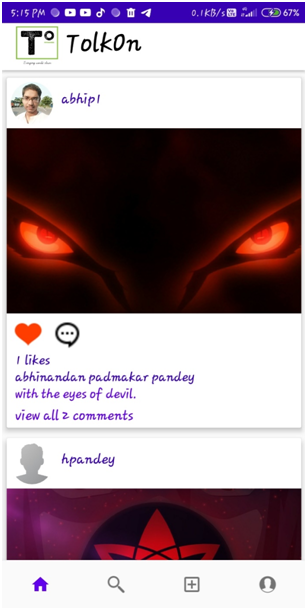 5:15 PM
0.1KB/s
67%
T
TolkOn
abhip1
1 likes
abhinandan padmakar pandey
with the eyes of devil.
view all 2 comments
hpandey